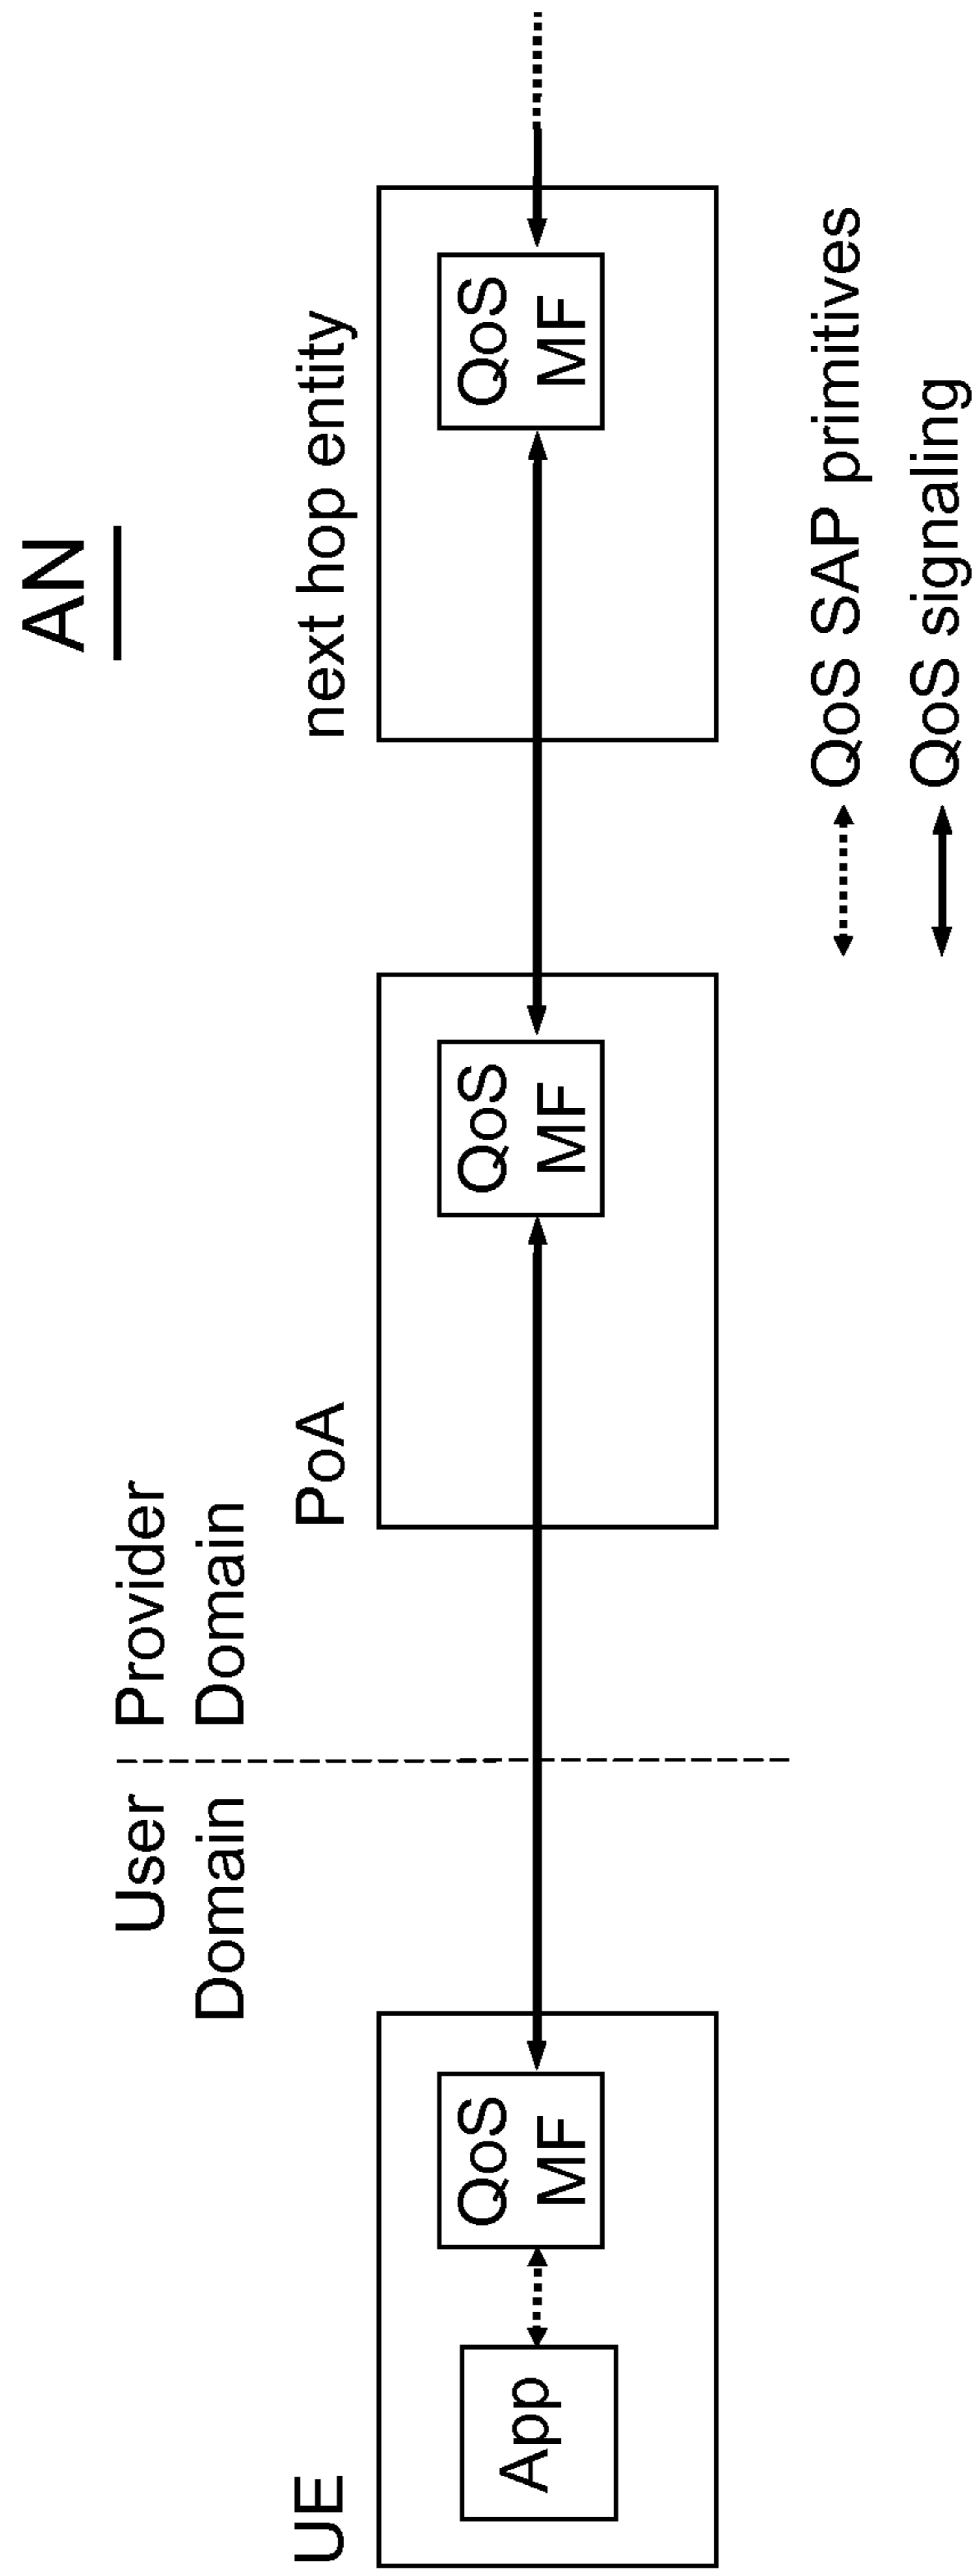 AN
User
Domain
Provider
Domain
UE
PoA
next hop entity
App
QoS
MF
QoS
MF
QoS
MF
QoS SAP primitives
QoS signaling